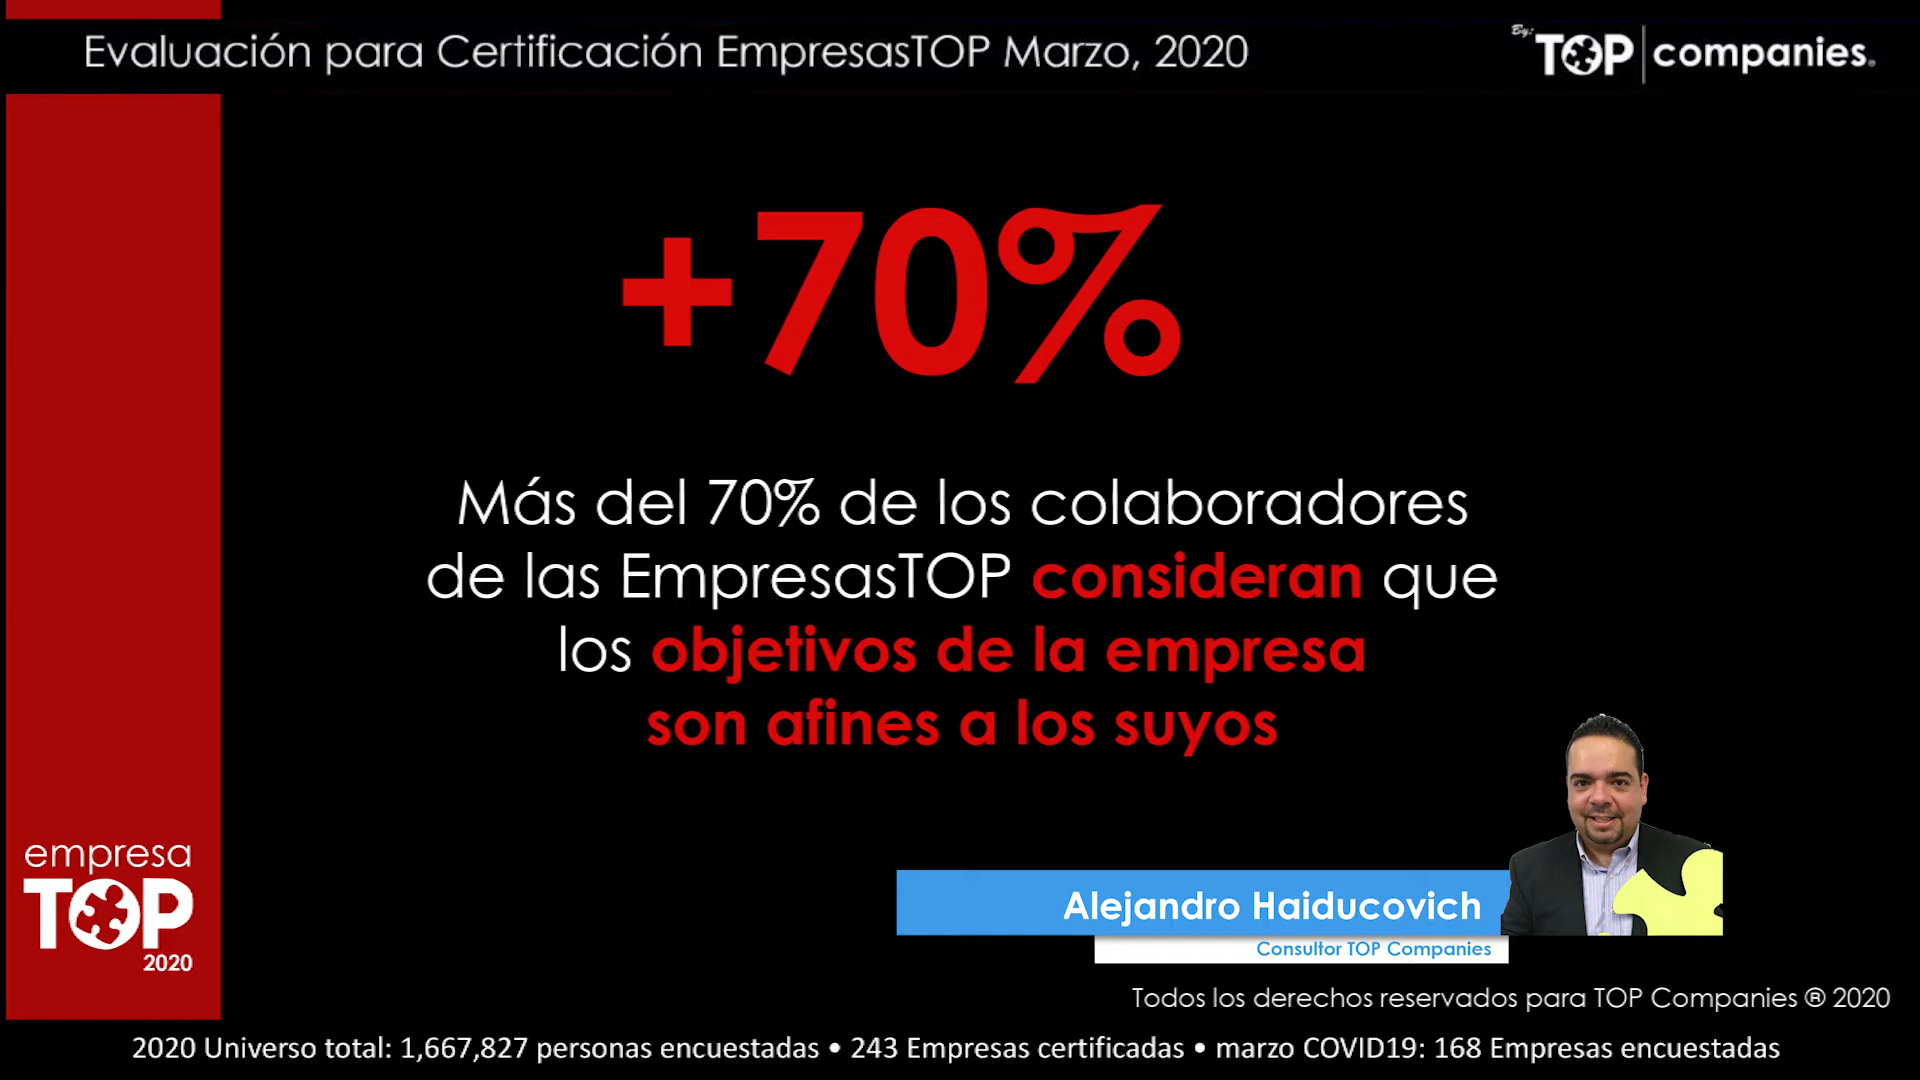 Evaluación para Certificación EmpresasTOP Marzo, 2020
By: TOP companies®
+70%
Más del 70% de los colaboradores
de las EmpresasTOP consideran que
los objetivos de la empresa
son afines a los suyos
empresa
TOP
2020
Alejandro Haiducovich
Consultor TOP Companies
Todos los derechos reservados para TOP Companies ® 2020
2020 Universo total: 1,667,827 personas encuestadas • 243 Empresas certificadas • marzo COVID19: 168 Empresas encuestadas